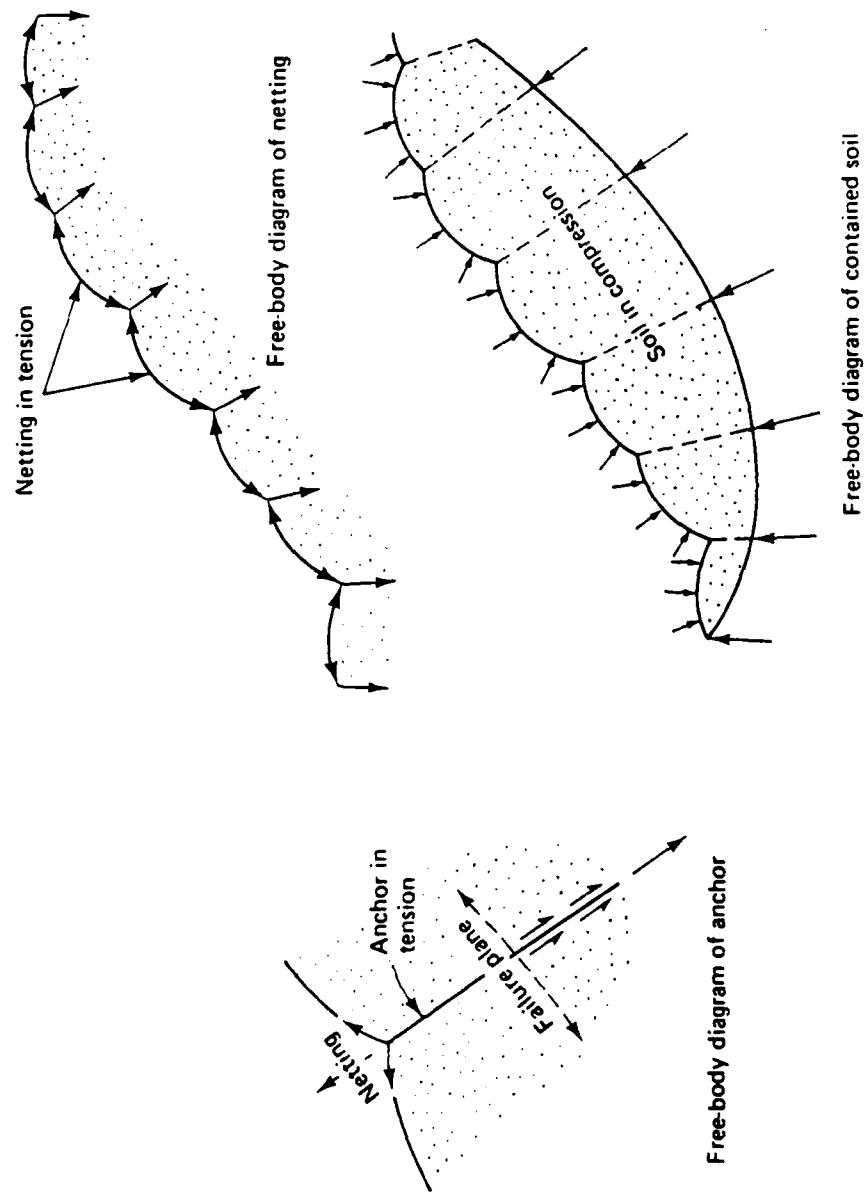 Netting in tension
Free-body diagram of netting
Soil in compression
Free-body diagram of contained soil
Netting
Anchor in
tension
Failure plane
Free-body diagram of anchor